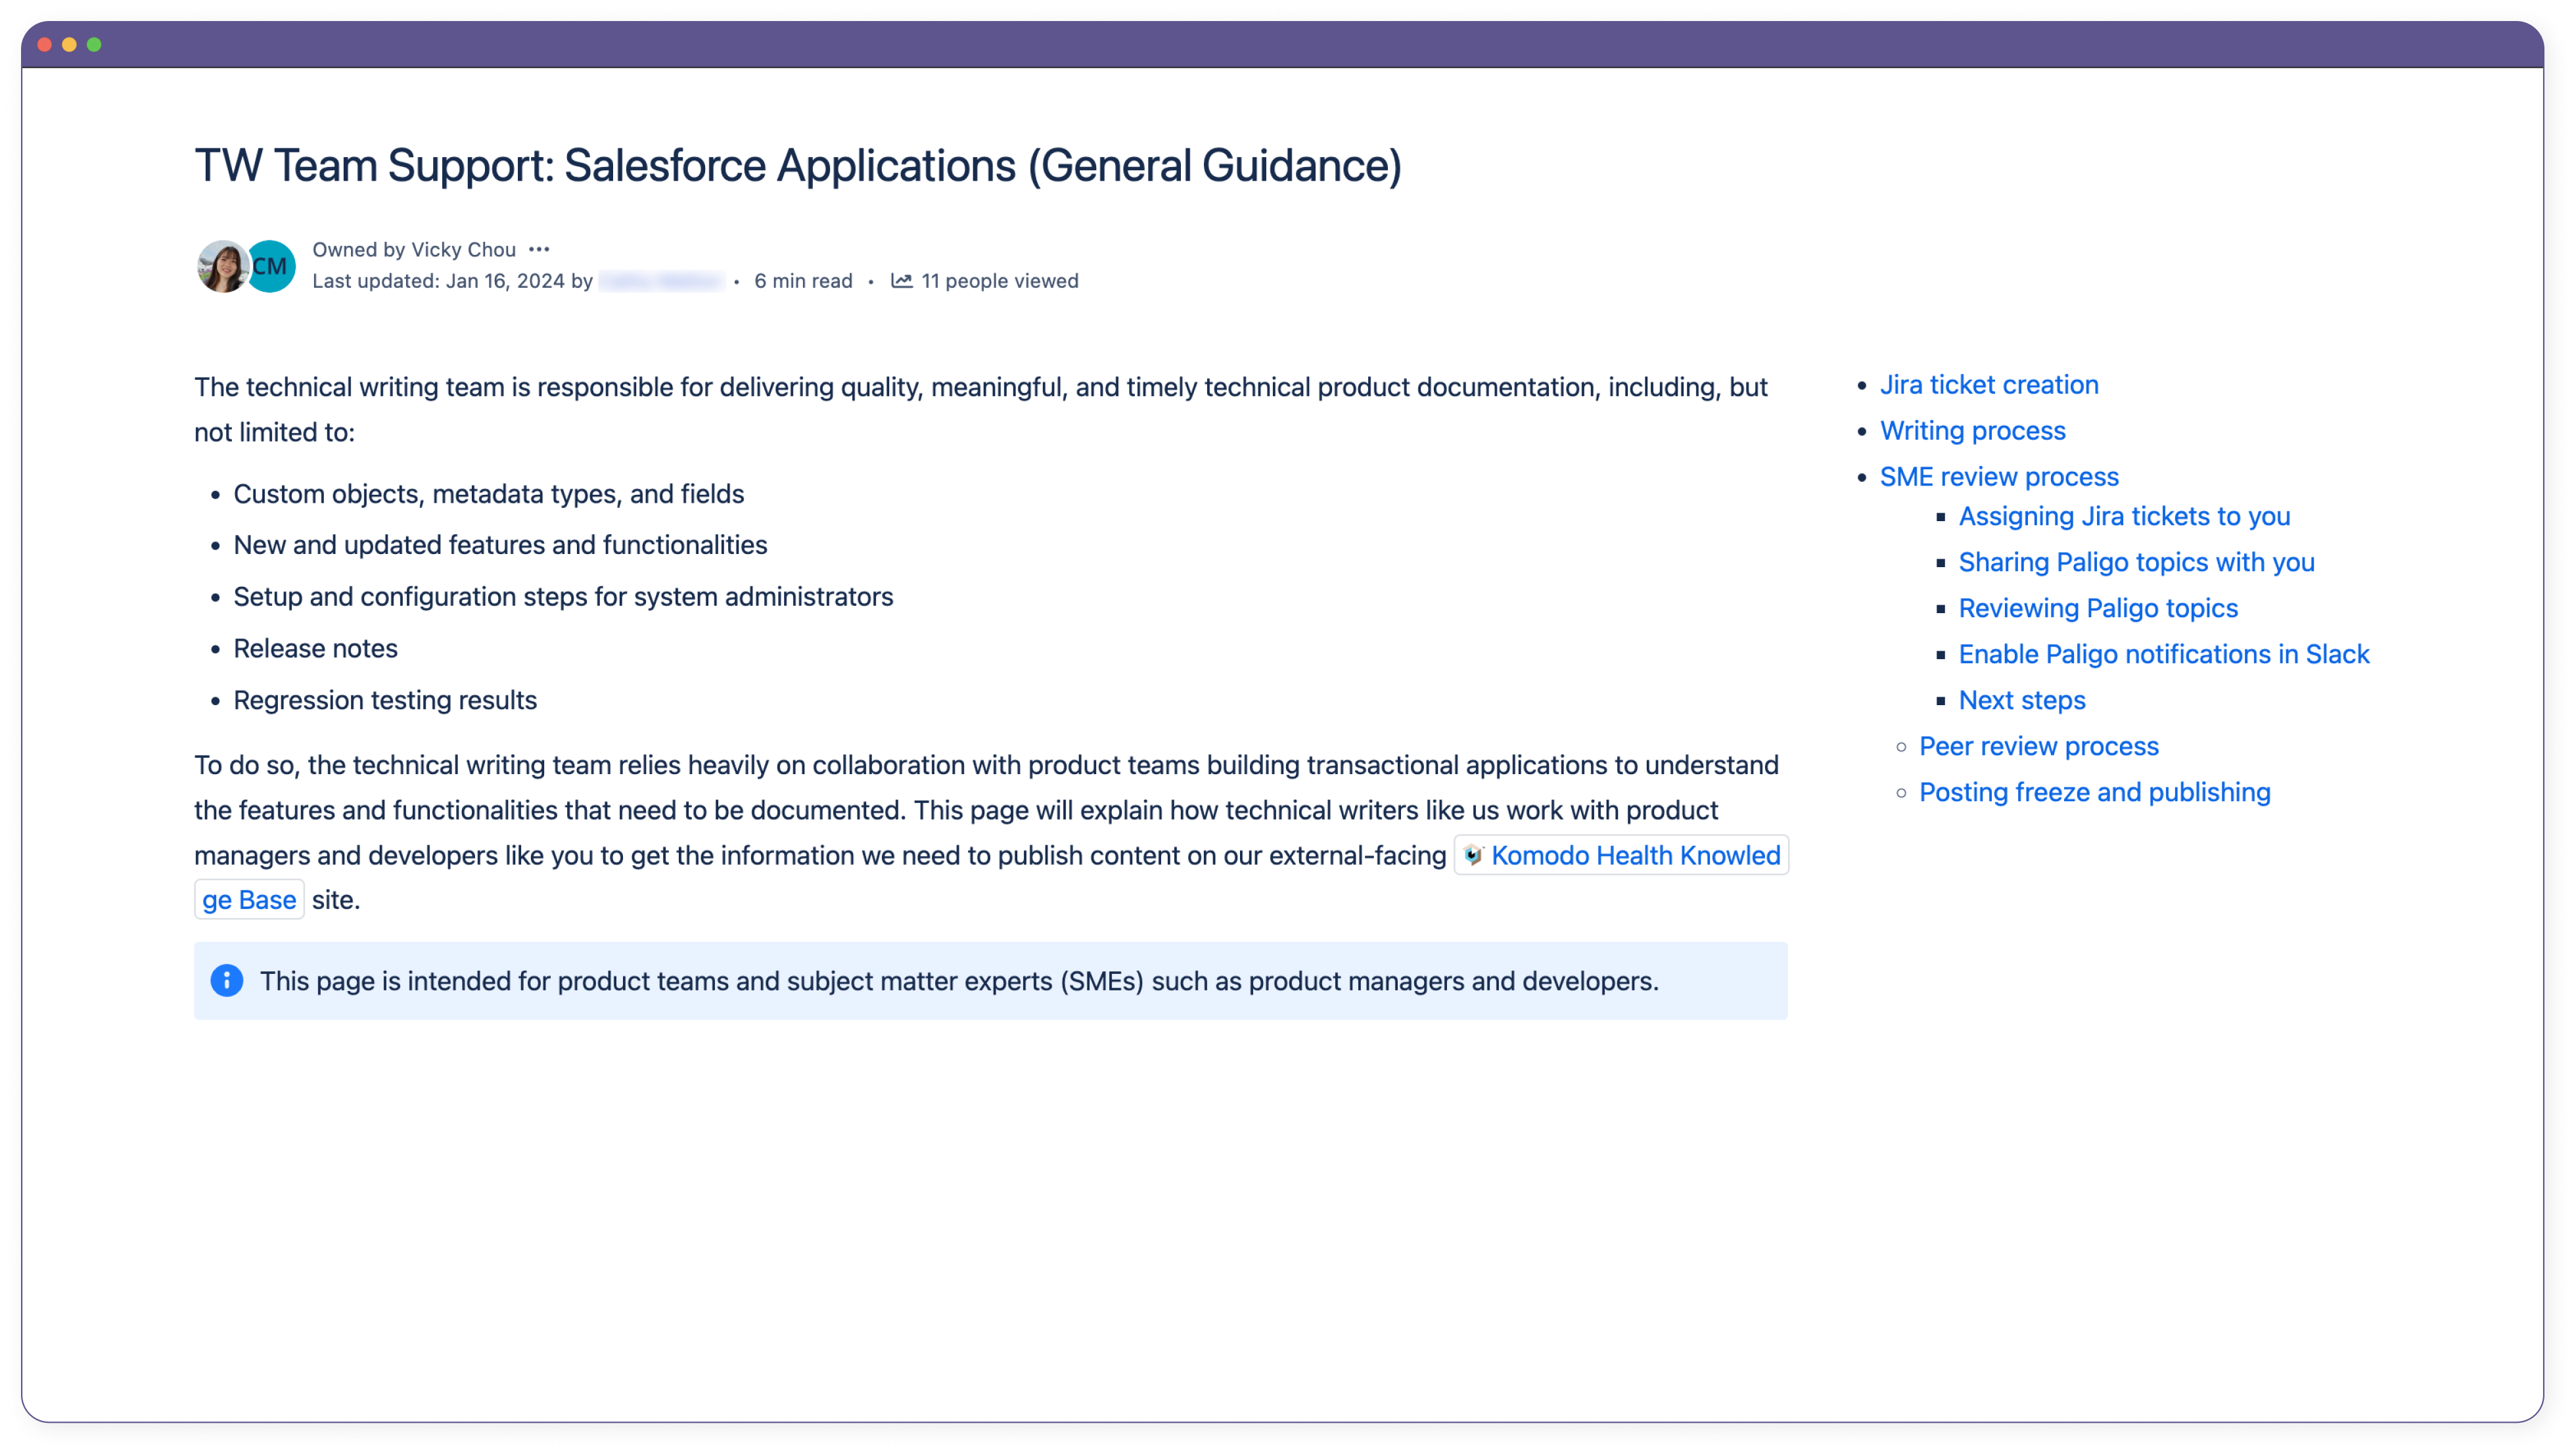 TW Team Support: Salesforce Applications (General Guidance)
CM
Owned by Vicky Chou
Last updated: Jan 16, 2024 by
• 6 min read • 11 people viewed
The technical writing team is responsible for delivering quality, meaningful, and timely technical product documentation, including, but
not limited to:
• Custom objects, metadata types, and fields
• New and updated features and functionalities
• Setup and configuration steps for system administrators
• Release notes
• Regression testing results
To do so, the technical writing team relies heavily on collaboration with product teams building transactional applications to understand
the features and functionalities that need to be documented. This page will explain how technical writers like us work with product
managers and developers like you to get the information we need to publish content on our external-facing Komodo Health Knowled
ge Base site.
This page is intended for product teams and subject matter experts (SMEs) such as product managers and developers.
• Jira ticket creation
• Writing process
• SME review process
▪ Assigning Jira tickets to you
▪ Sharing Paligo topics with you
▪ Reviewing Paligo topics
▪ Enable Paligo notifications in Slack
▪ Next steps
◦ Peer review process
◦ Posting freeze and publishing